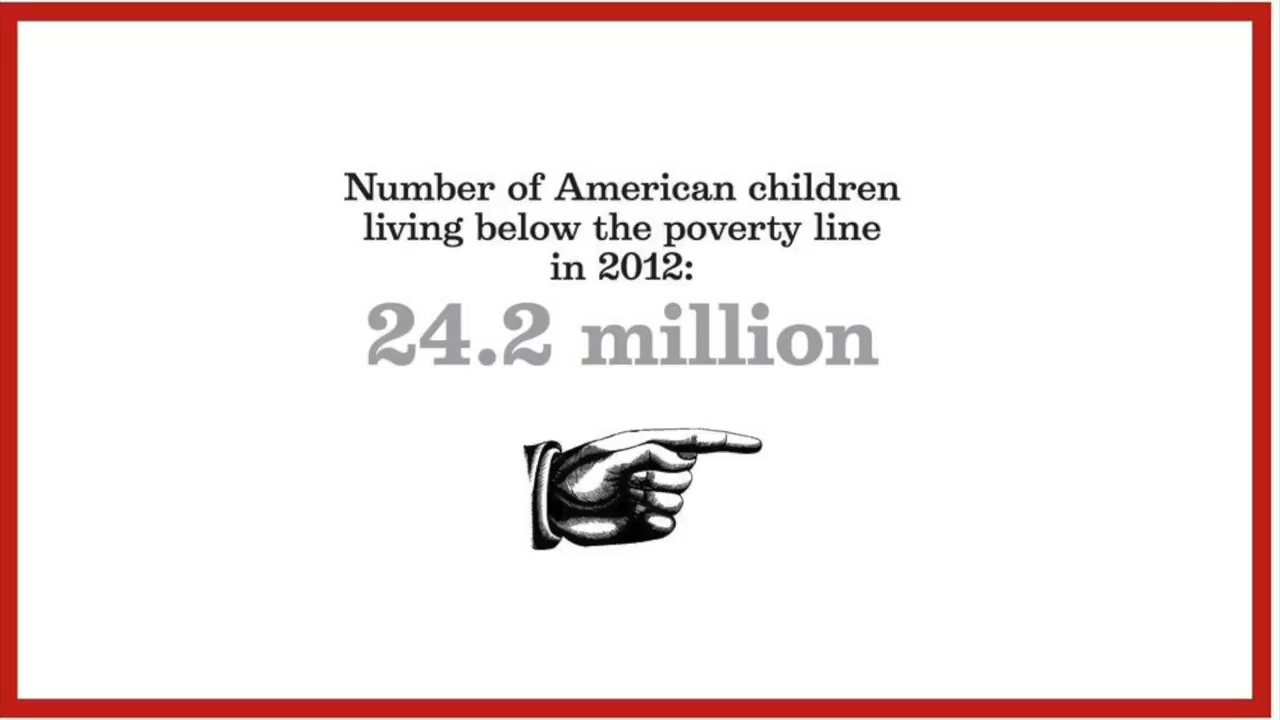 Number of American children
living below the poverty line
in 2012:
24.2 million